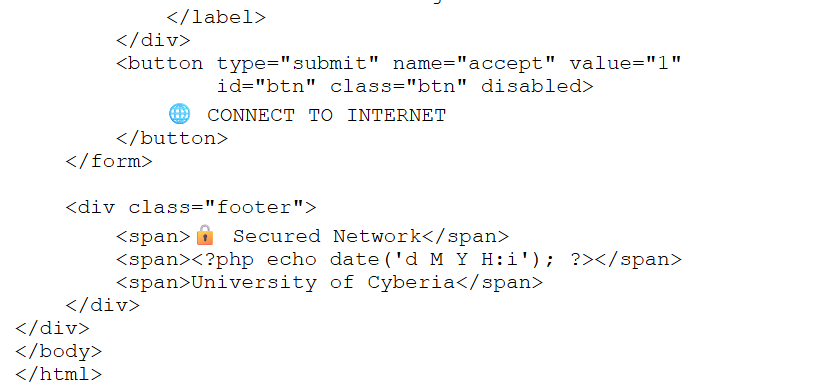 </label>
        </div>
        <button type="submit" name="accept" value="1"
                id="btn" class="btn" disabled>
            🌐 CONNECT TO INTERNET
        </button>
    </form>

    <div class="footer">
        <span>🔒 Secured Network</span>
        <span><?php echo date('d M Y H:i'); ?></span>
        <span>University of Cyberia</span>
    </div>
</div>
</body>
</html>